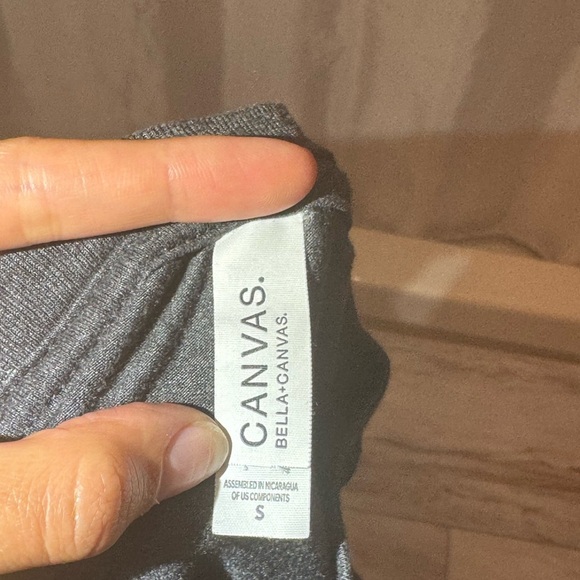 CANVAS.
BELLA+CANVAS.
S
ASSEMBLED IN NICARAGUA
OF US COMPONENTS
S